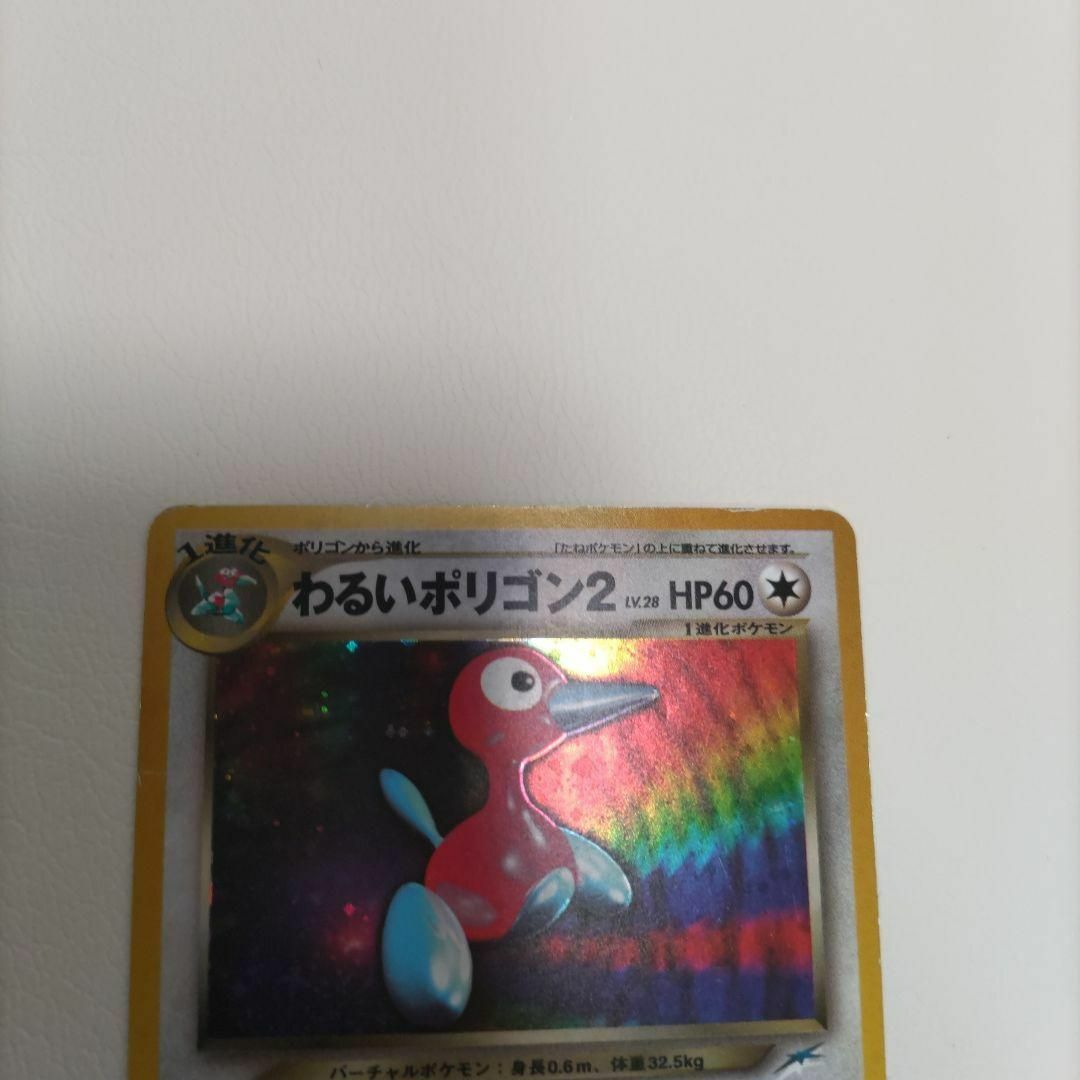 1進化
ポリゴンから進化
「たねポケモン」の上に重ねて進化させます。
わるいポリゴン2 LV.28 HP60
1進化ポケモン
バーチャルポケモン：身長0.6m、体重32.5kg